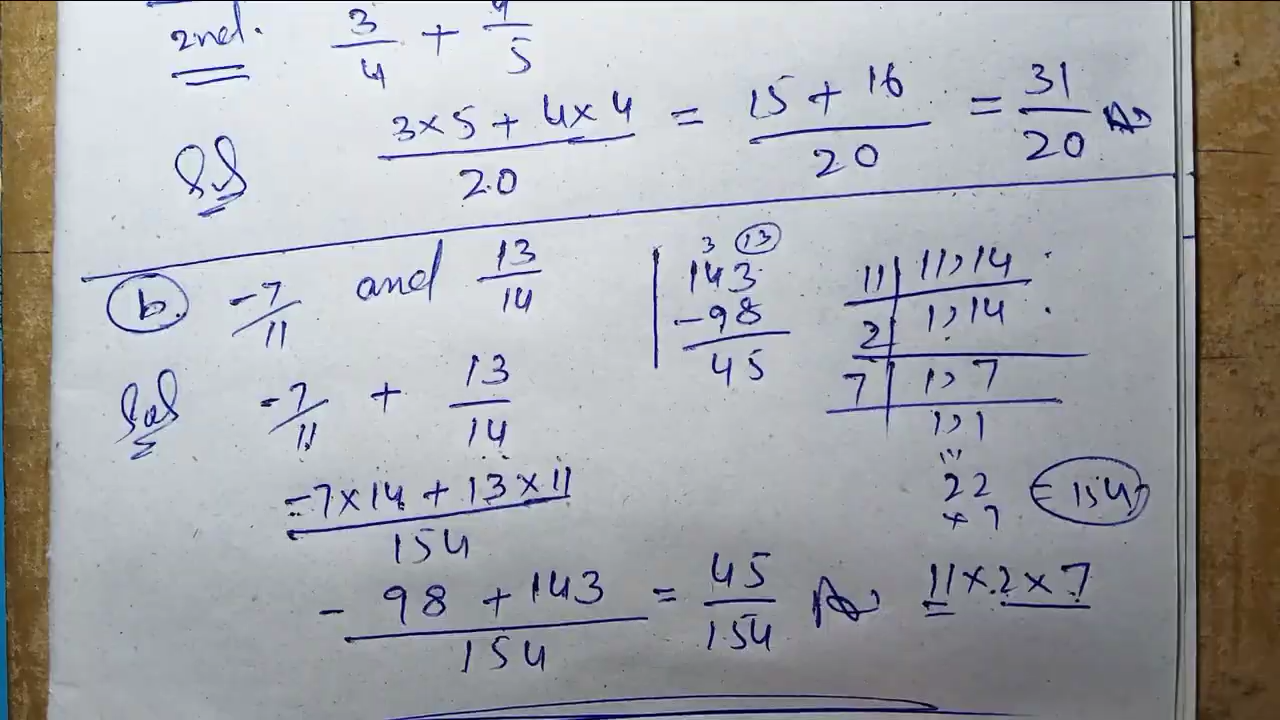 2nd. 3/4 + 4/5
Sol
3×5 + 4×4 / 20 = 15 + 16 / 20 = 31/20 A
b. -7/11 and 13/14
Sol -7/11 + 13/14
-7×14 + 13×11 / 154
- 98 + 143 / 154 = 45/154 A
3 13
143
-98
45
11 | 11, 14
2 | 1, 14
7 | 1, 7
1, 1
22
×7
= 154
11×2×7